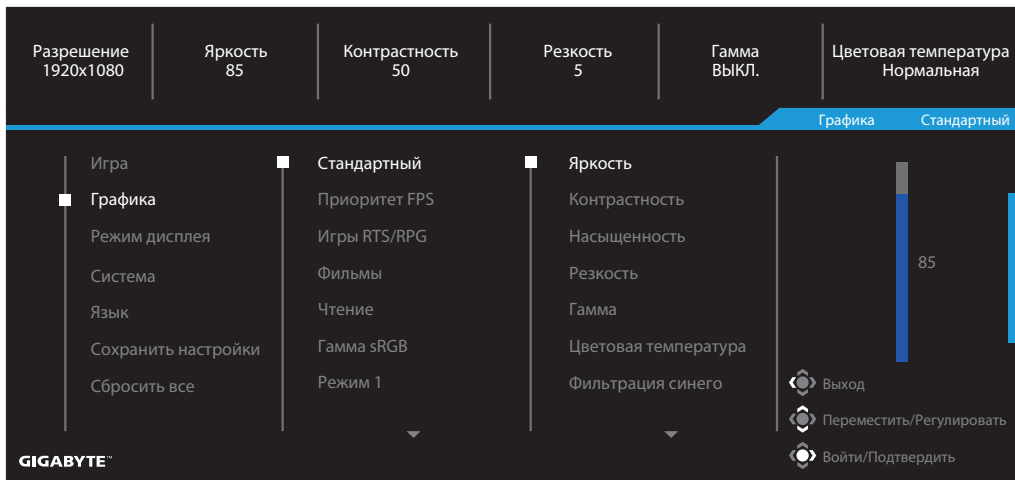 Разрешение
1920x1080
Яркость
85
Контрастность
50
Резкость
5
Гамма
ВЫКЛ.
Цветовая температура
Нормальная
Графика Стандартный
Игра
Графика
Режим дисплея
Система
Язык
Сохранить настройки
Сбросить все
Стандартный
Приоритет FPS
Игры RTS/RPG
Фильмы
Чтение
Гамма sRGB
Режим 1
Яркость
Контрастность
Насыщенность
Резкость
Гамма
Цветовая температура
Фильтрация синего
85
Выход
Переместить/Регулировать
Войти/Подтвердить
GIGABYTE™